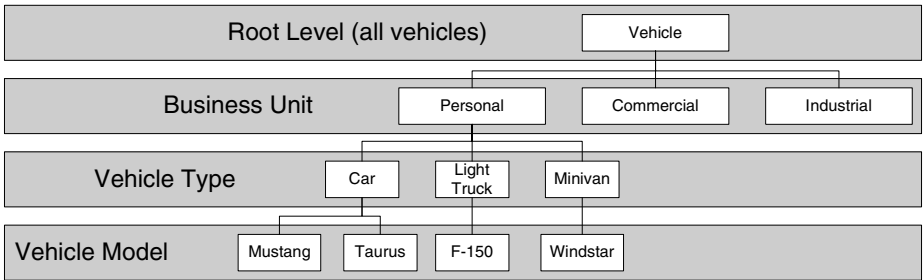 Root Level (all vehicles)
Vehicle
Business Unit
Personal
Commercial
Industrial
Vehicle Type
Car
Light
Truck
Minivan
Vehicle Model
Mustang
Taurus
F-150
Windstar